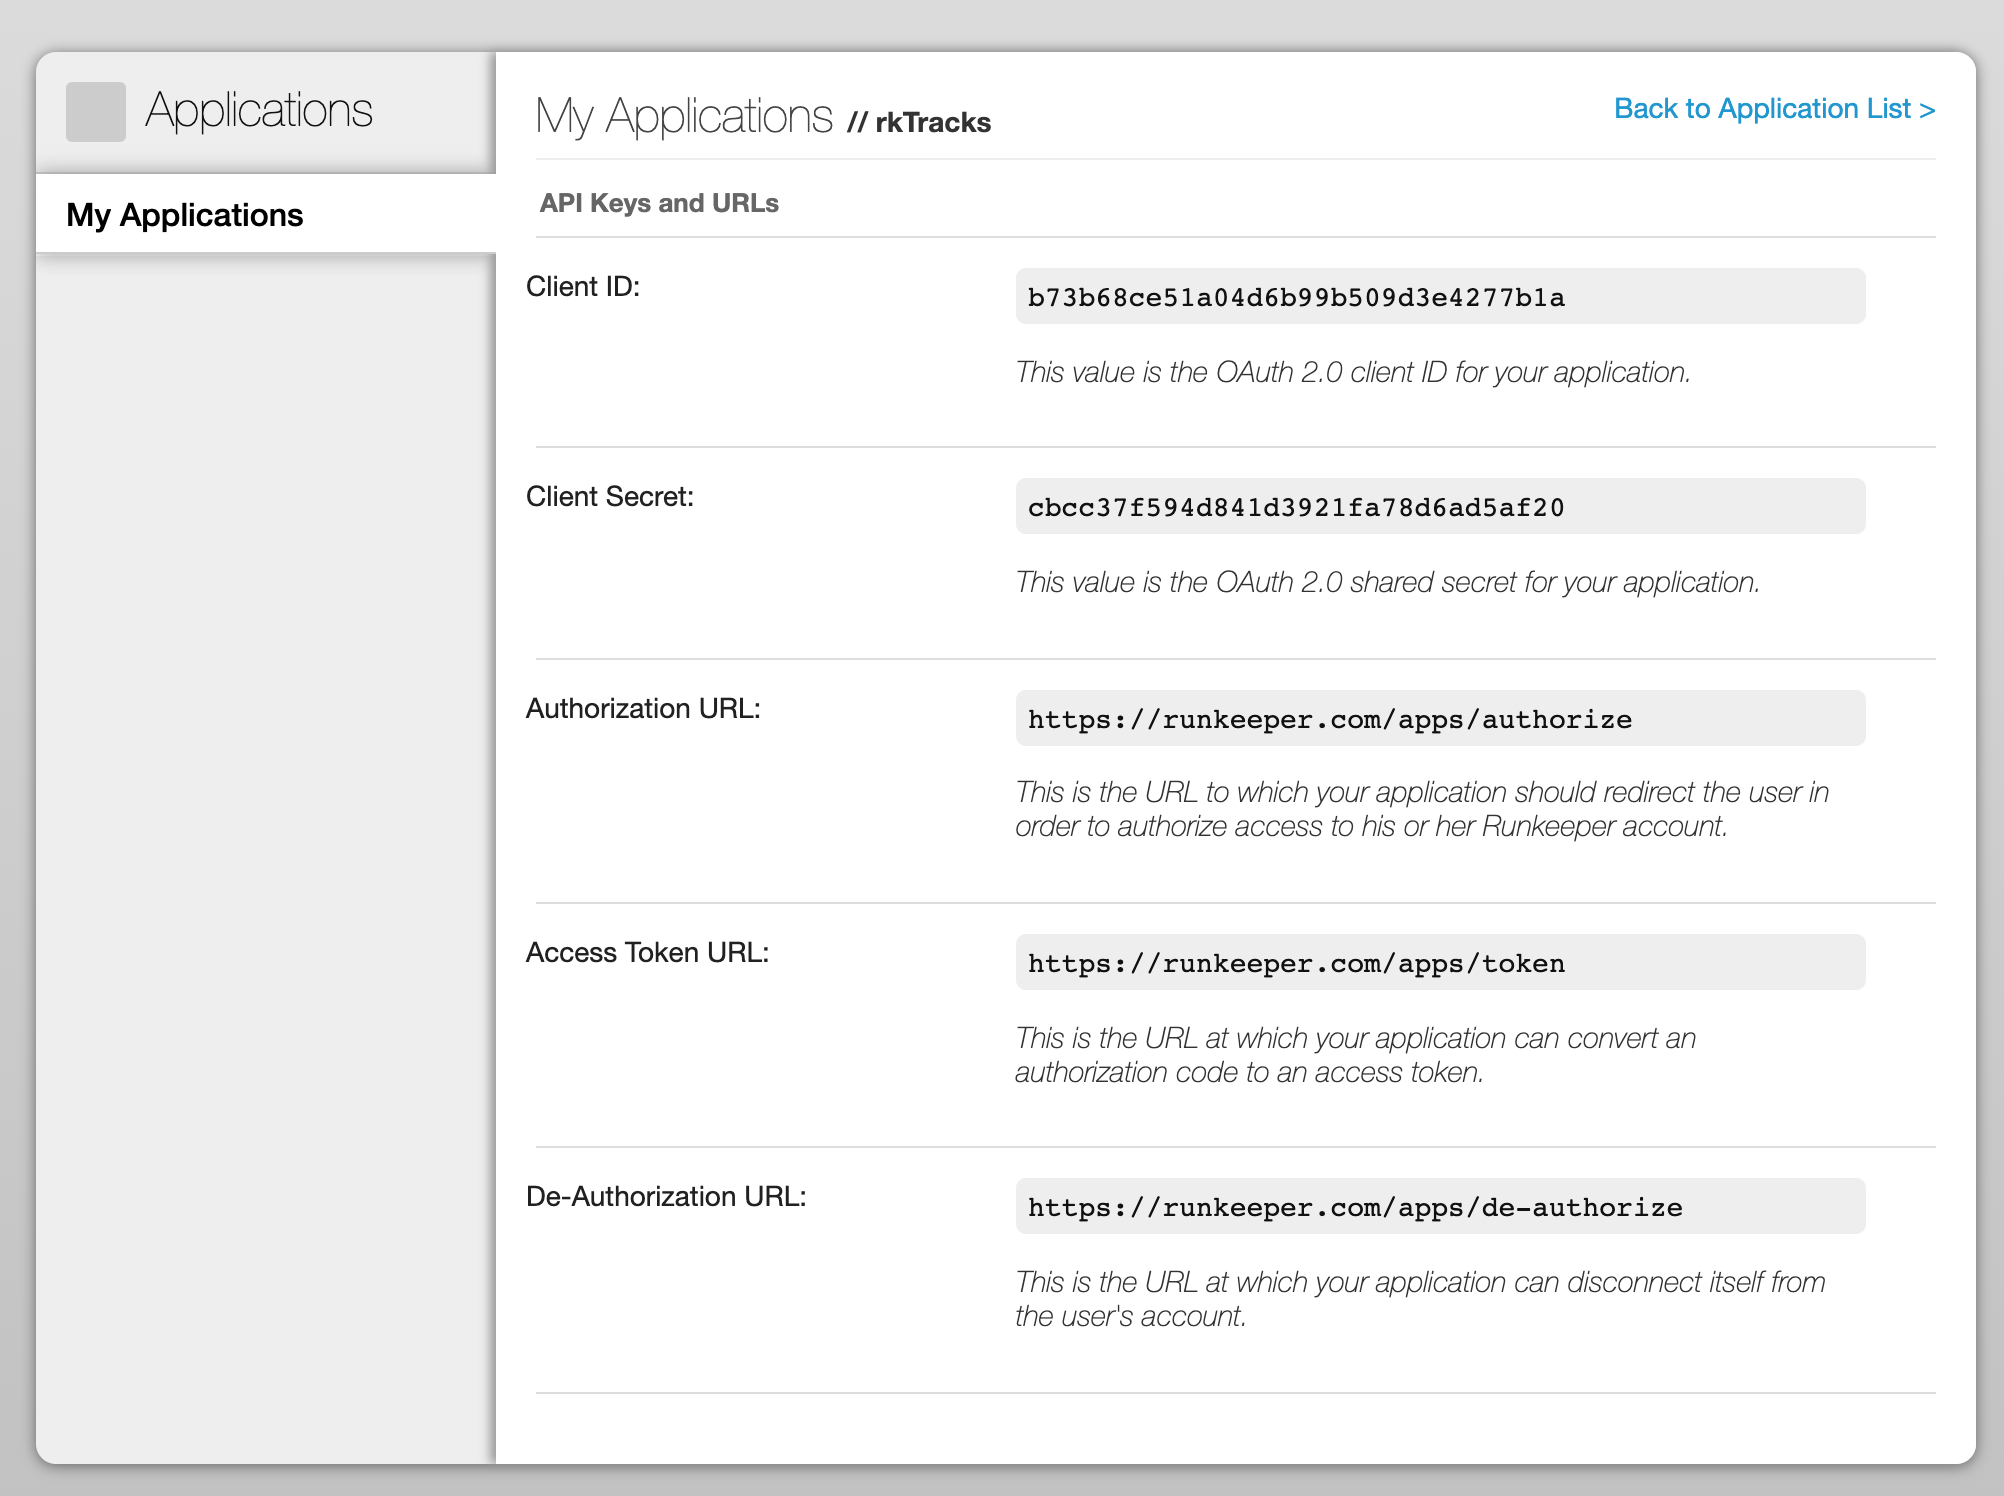 Applications
My Applications
My Applications // rkTracks
Back to Application List >
API Keys and URLs
Client ID:
b73b68ce51a04d6b99b509d3e4277b1a
This value is the OAuth 2.0 client ID for your application.
Client Secret:
cbcc37f594d841d3921fa78d6ad5af20
This value is the OAuth 2.0 shared secret for your application.
Authorization URL:
https://runkeeper.com/apps/authorize
This is the URL to which your application should redirect the user in
order to authorize access to his or her Runkeeper account.
Access Token URL:
https://runkeeper.com/apps/token
This is the URL at which your application can convert an
authorization code to an access token.
De-Authorization URL:
https://runkeeper.com/apps/de-authorize
This is the URL at which your application can disconnect itself from
the user's account.